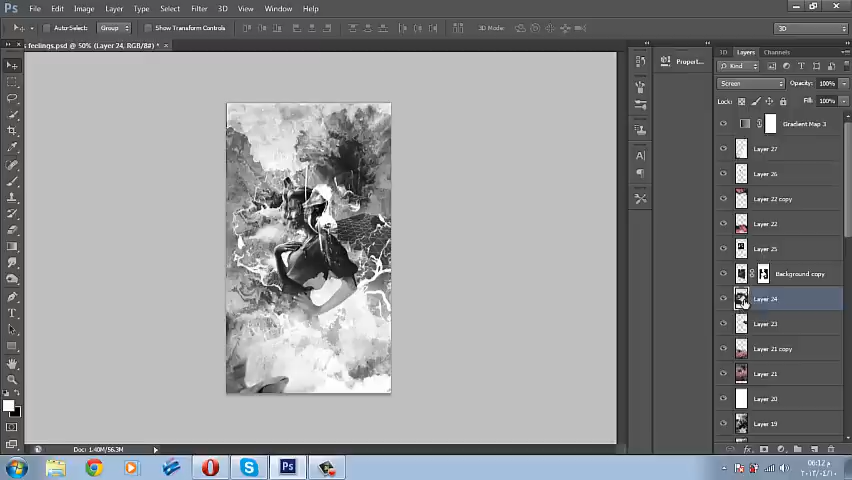 Ps File Edit Image Layer Type Select Filter 3D View Window Help
Auto-Select: Group Show Transform Controls 3D Mode: 3D
s feelings.psd @ 50% (Layer 24, RGB/8#) * ×
Propert...
3D Layers Channels
Kind
Screen Opacity: 100%
Lock: Fill: 100%
Gradient Map 3
Layer 27
Layer 26
Layer 22 copy
Layer 22
Layer 25
Background copy
Layer 24
Layer 23
Layer 21 copy
Layer 21
Layer 20
Layer 19
50% Doc: 1.40M/56.3M
06:12 م